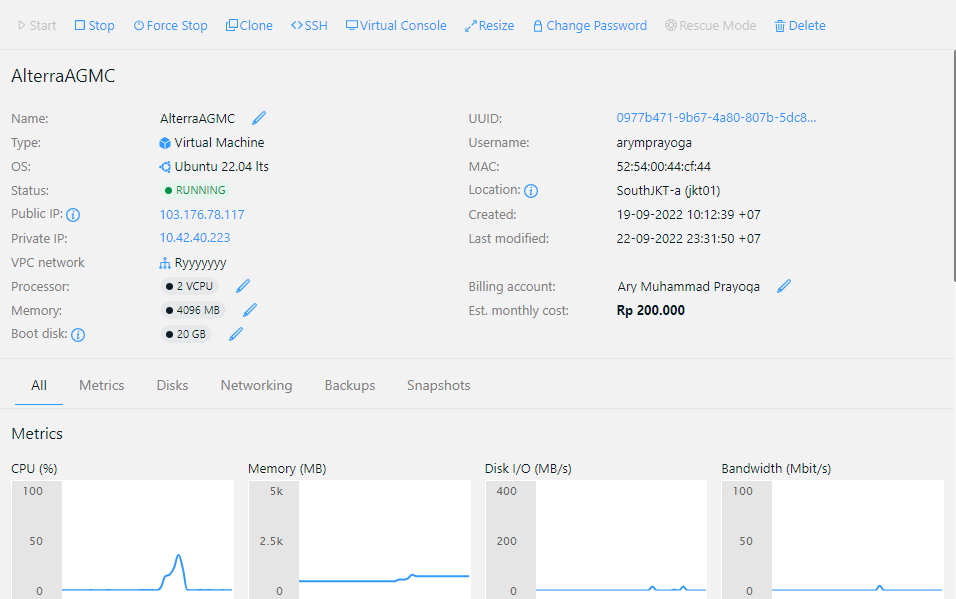 Start Stop Force Stop Clone SSH Virtual Console Resize Change Password Rescue Mode Delete
AlterraAGMC
Name: AlterraAGMC UUID: 0977b471-9b67-4a80-807b-5dc8...
Type: Virtual Machine Username: arymprayoga
OS: Ubuntu 22.04 lts MAC: 52:54:00:44:cf:44
Status: RUNNING Location: SouthJKT-a (jkt01)
Public IP: 103.176.78.117 Created: 19-09-2022 10:12:39 +07
Private IP: 10.42.40.223 Last modified: 22-09-2022 23:31:50 +07
VPC network Ryyyyyyy
Processor: 2 VCPU Billing account: Ary Muhammad Prayoga
Memory: 4096 MB Est. monthly cost: Rp 200.000
Boot disk: 20 GB
All Metrics Disks Networking Backups Snapshots
Metrics
CPU (%) Memory (MB) Disk I/O (MB/s) Bandwidth (Mbit/s)
100 5k 400 100
50 2.5k 200 50
0 0 0 0